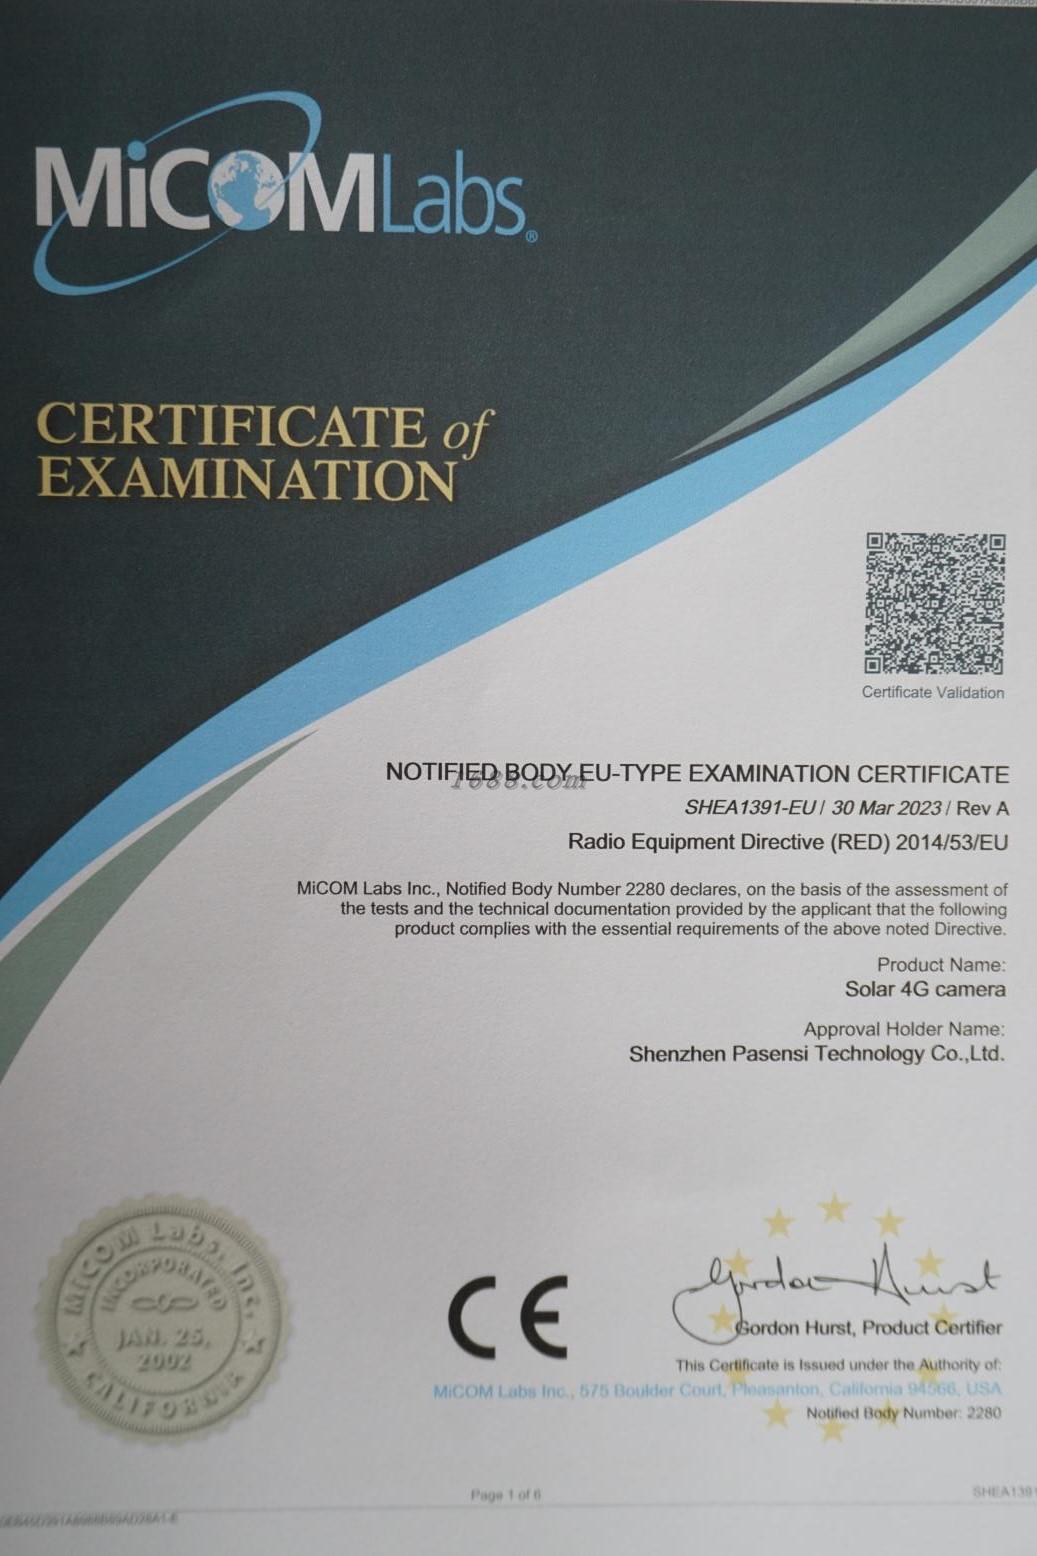 MiCOMLabs®
CERTIFICATE of
EXAMINATION
Certificate Validation
NOTIFIED BODY EU-TYPE EXAMINATION CERTIFICATE
1688.com
SHEA1391-EU / 30 Mar 2023 / Rev A
Radio Equipment Directive (RED) 2014/53/EU
MiCOM Labs Inc., Notified Body Number 2280 declares, on the basis of the assessment of
the tests and the technical documentation provided by the applicant that the following
product complies with the essential requirements of the above noted Directive.
Product Name:
Solar 4G camera
Approval Holder Name:
Shenzhen Pasensi Technology Co.,Ltd.
MiCOM Labs, Inc.
INCORPORATED
JAN. 25,
2002
CALIFORNIA
CE
Gordon Hurst
Gordon Hurst, Product Certifier
This Certificate is Issued under the Authority of:
MiCOM Labs Inc., 575 Boulder Court, Pleasanton, California 94566, USA
Notified Body Number: 2280
Page 1 of 6
SHEA1391